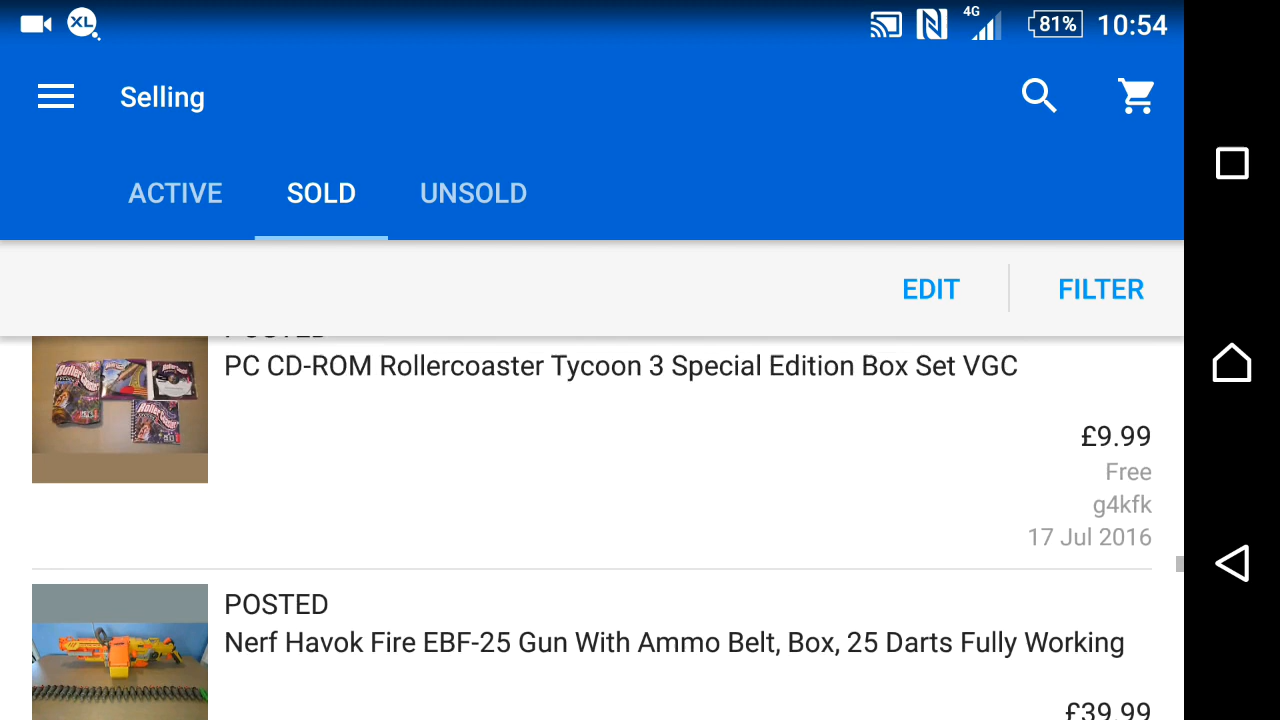 XL
4G
81%
10:54
Selling
ACTIVE
SOLD
UNSOLD
EDIT
FILTER
POSTED
PC CD-ROM Rollercoaster Tycoon 3 Special Edition Box Set VGC
£9.99
Free
g4kfk
17 Jul 2016
POSTED
Nerf Havok Fire EBF-25 Gun With Ammo Belt, Box, 25 Darts Fully Working
£39.99